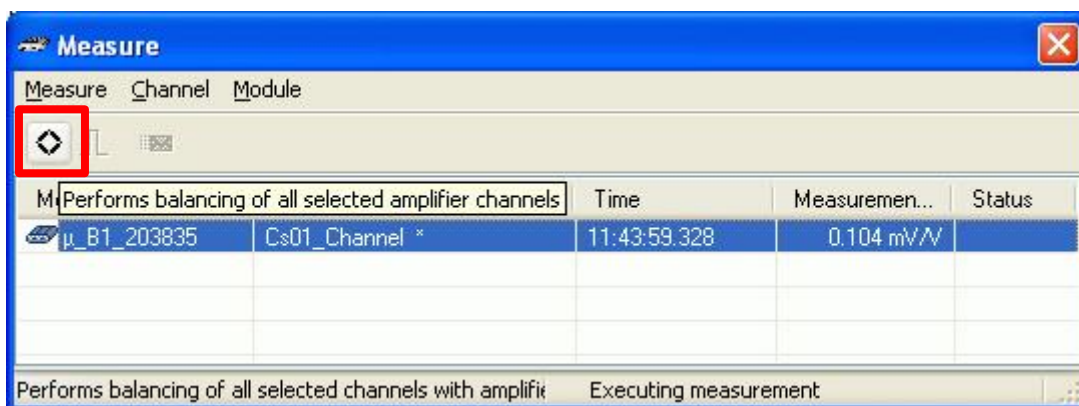 Measure
Measure Channel Module
M Performs balancing of all selected amplifier channels Time Measuremen... Status
μ_B1_203835 Cs01_Channel * 11:43:59.328 0.104 mV/V
Performs balancing of all selected channels with amplifie Executing measurement